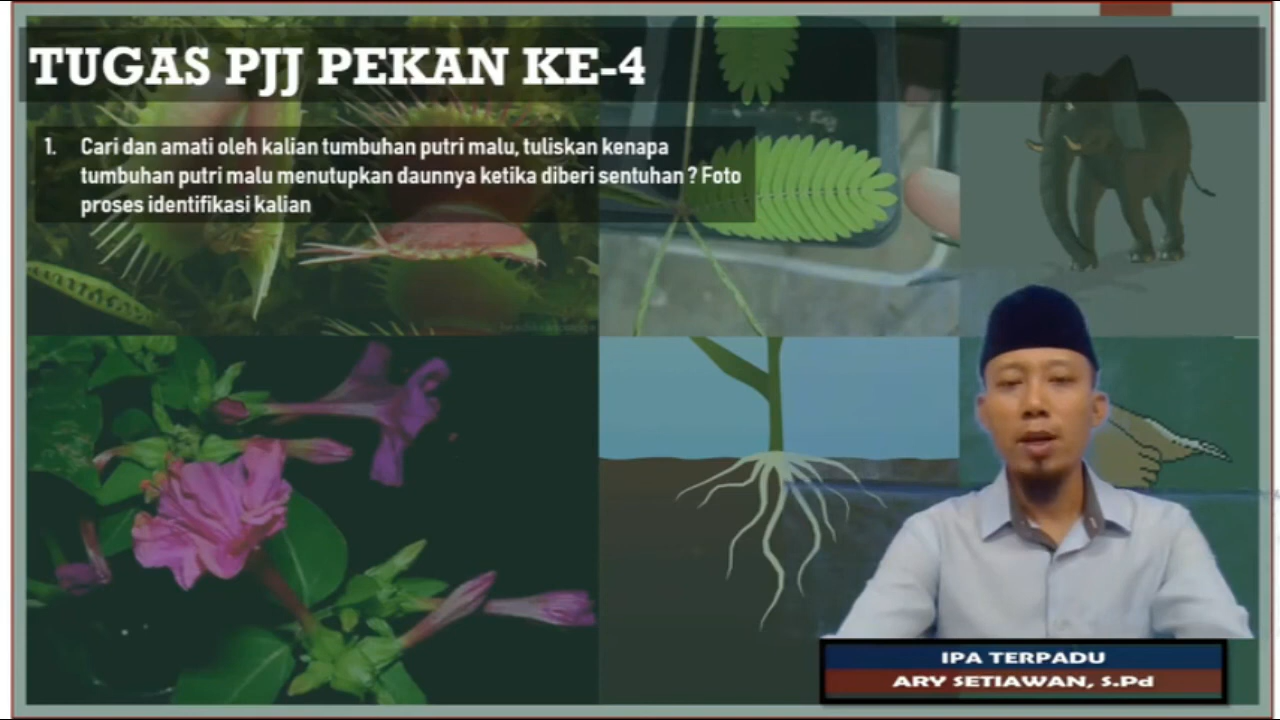 TUGAS PJJ PEKAN KE-4
1. Cari dan amati oleh kalian tumbuhan putri malu, tuliskan kenapa
tumbuhan putri malu menutupkan daunnya ketika diberi sentuhan ? Foto
proses identifikasi kalian
IPA TERPADU
ARY SETIAWAN, S.Pd